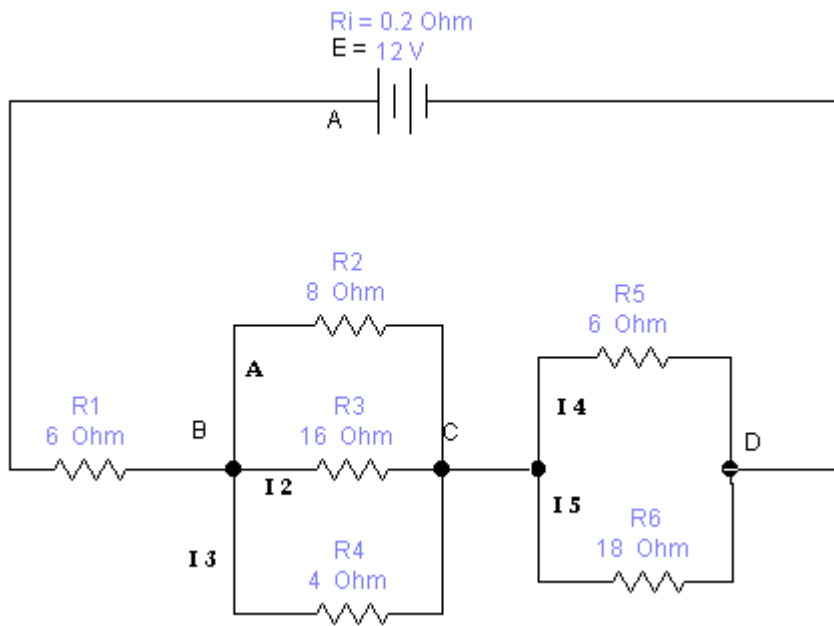 Ri = 0.2 Ohm
E = 12 V
A
R2
8 Ohm
R5
6 Ohm
A
I 4
R1
6 Ohm
B
R3
16 Ohm
C
D
I 2
I 5
R6
18 Ohm
I 3
R4
4 Ohm